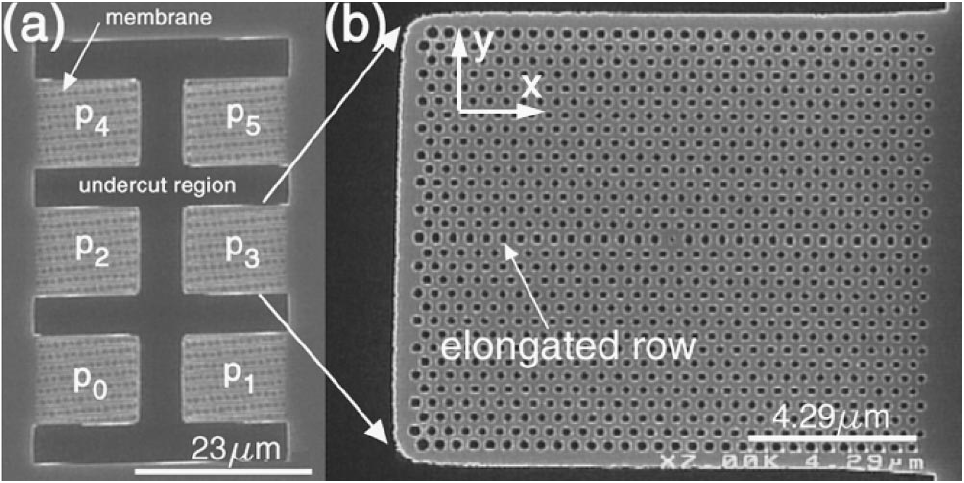 (a)
membrane
p4
p5
undercut region
p2
p3
p0
p1
23μm
(b)
y
x
elongated row
4.29μm
X7.00K 4.29μm